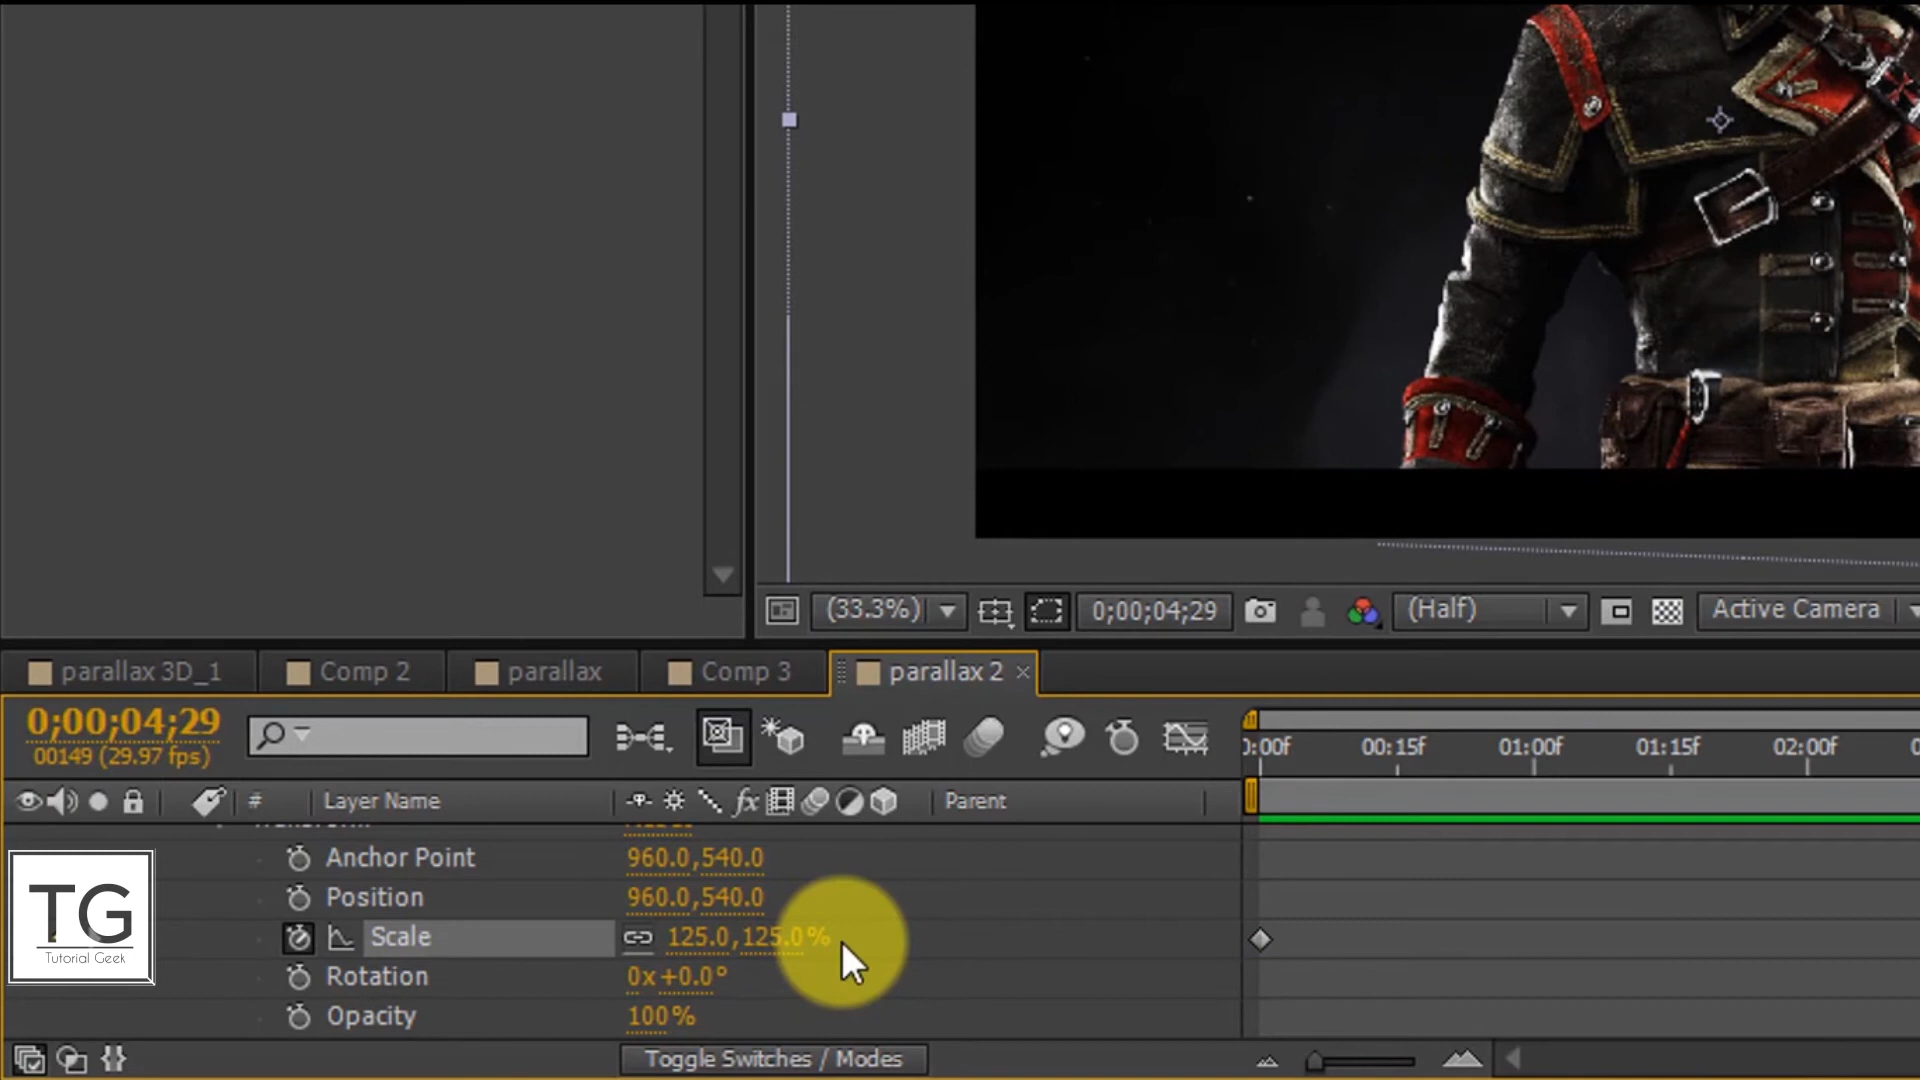 (33.3%) 0;00;04;29 (Half) Active Camera
parallax 3D_1 Comp 2 parallax Comp 3 parallax 2 ×
0;00;04;29
00149 (29.97 fps)
00:15f 01:00f 01:15f 02:00f
# Layer Name fx Parent
Anchor Point 960.0,540.0
Position 960.0,540.0
Scale 125.0,125.0%
Rotation 0x+0.0°
Opacity 100%
Toggle Switches / Modes
TG
Tutorial Geek